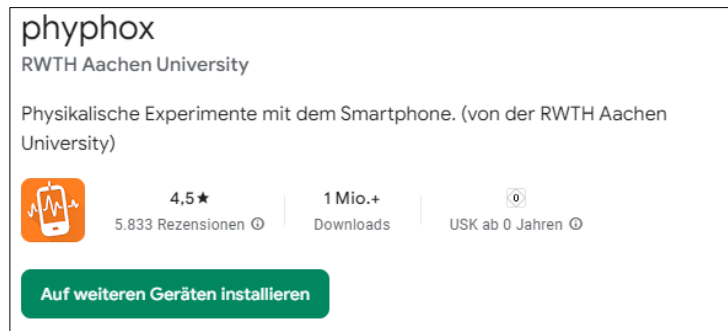 phyphox
RWTH Aachen University
Physikalische Experimente mit dem Smartphone. (von der RWTH Aachen
University)
4,5★ 1 Mio.+ 0
5.833 Rezensionen ⓘ Downloads USK ab 0 Jahren ⓘ
Auf weiteren Geräten installieren